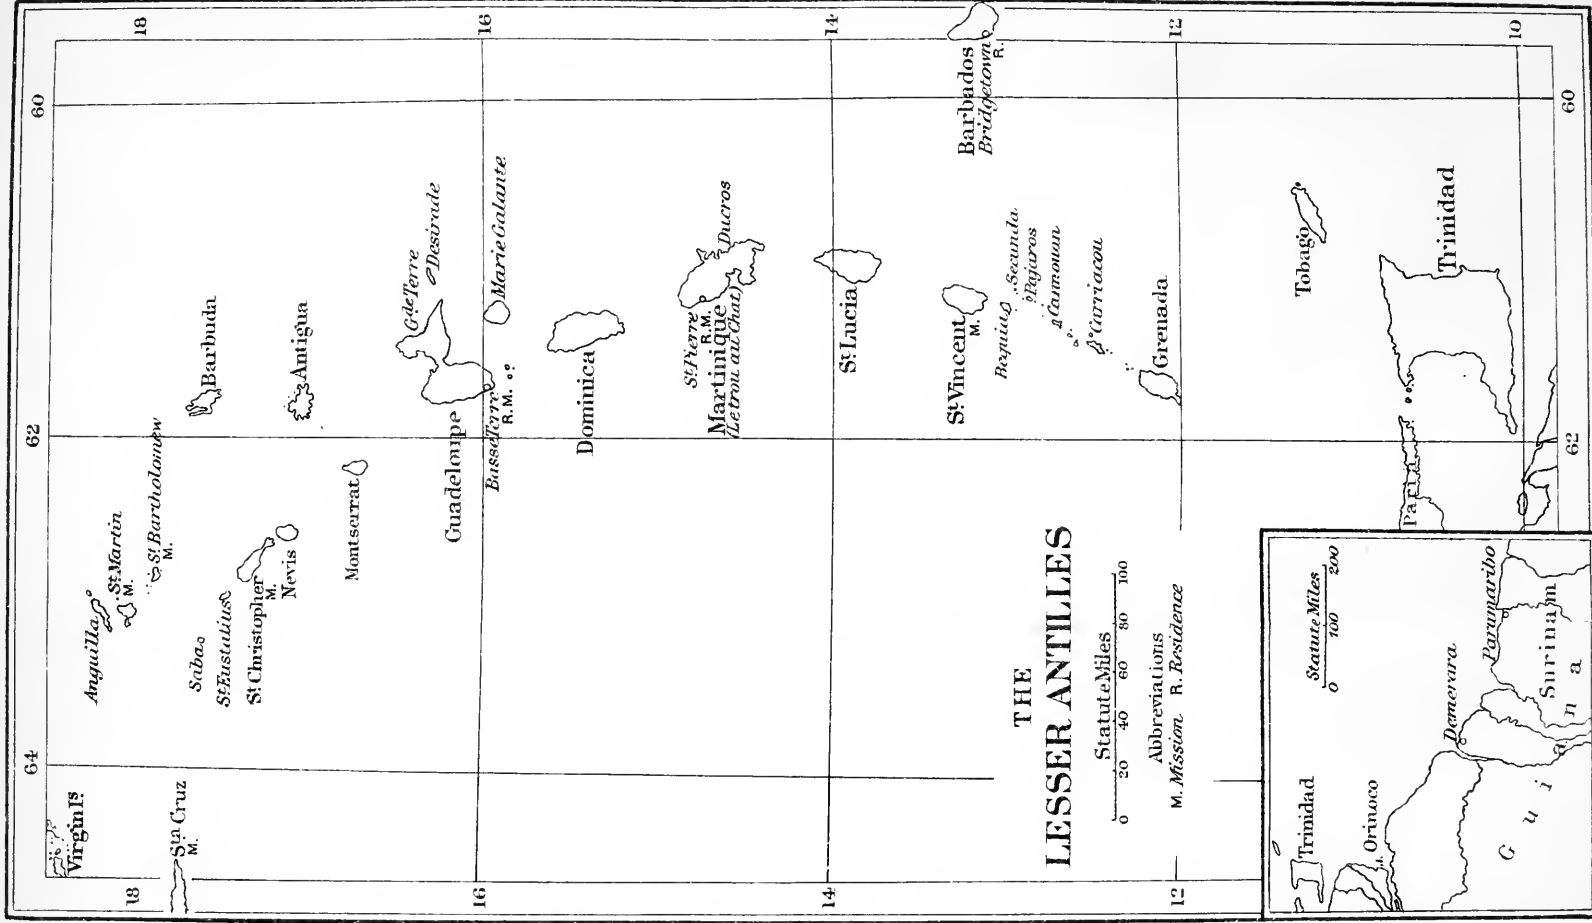 THE
LESSER ANTILLES
Statute Miles
0 20 40 60 80 100
Abbreviations
M. Mission R. Residence
64
62
60
18
16
14
12
18
16
14
12
10
60
62
Virgin Is.
Sta Cruz
M.
Anguilla
St. Martin
M.
St. Bartholomew
M.
Saba
St. Eustatius
St. Christopher
M.
Nevis
Barbuda
Antigua
Montserrat
Guadeloupe
Gde Terre
Desirade
Basse Terre
R.M.
Marie Galante
Dominica
St. Pierre
R.M.
Martinique
(Le trou au Chat)
Ducros
St. Lucia
St. Vincent
M.
Barbados
Bridgetown
R.
Bequia
Secunda
Pajaros
Cannouan
Carriacou
Grenada
Tobago
Trinidad
Paria
Statute Miles
0 100 200
Trinidad
Orinoco
Demerara
Paramaribo
Surinam
Guiana